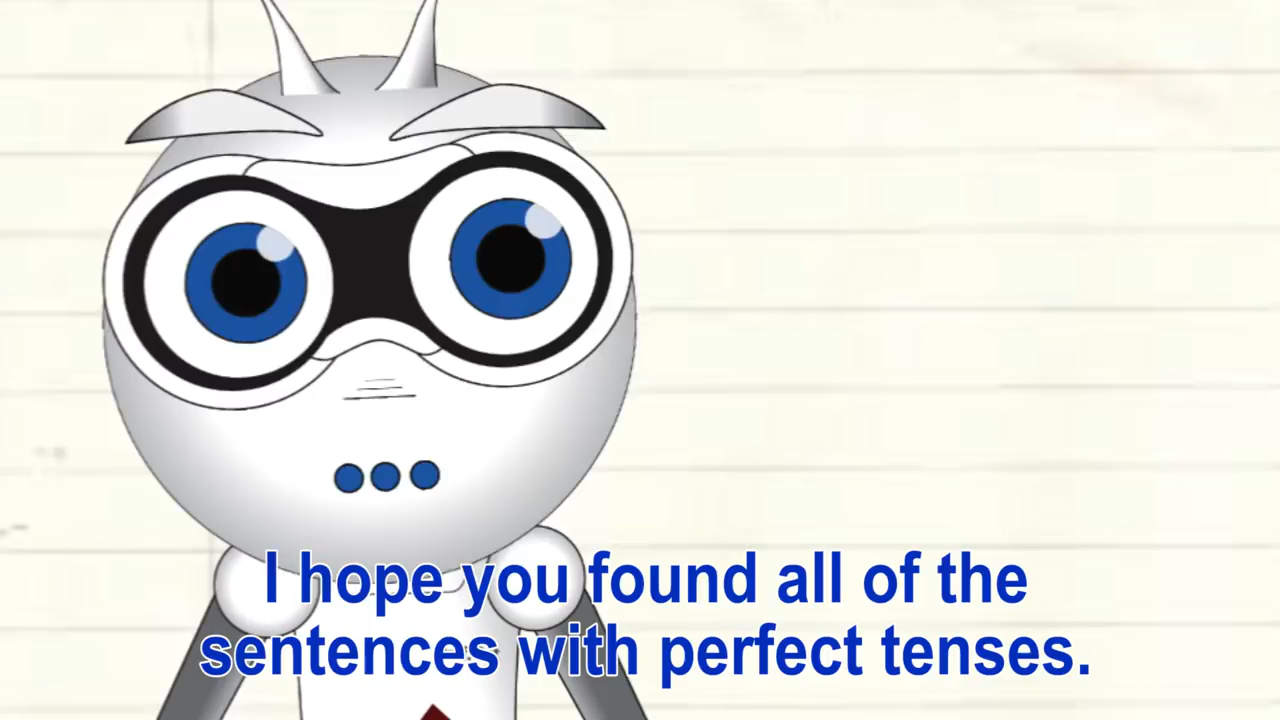 I hope you found all of the
sentences with perfect tenses.